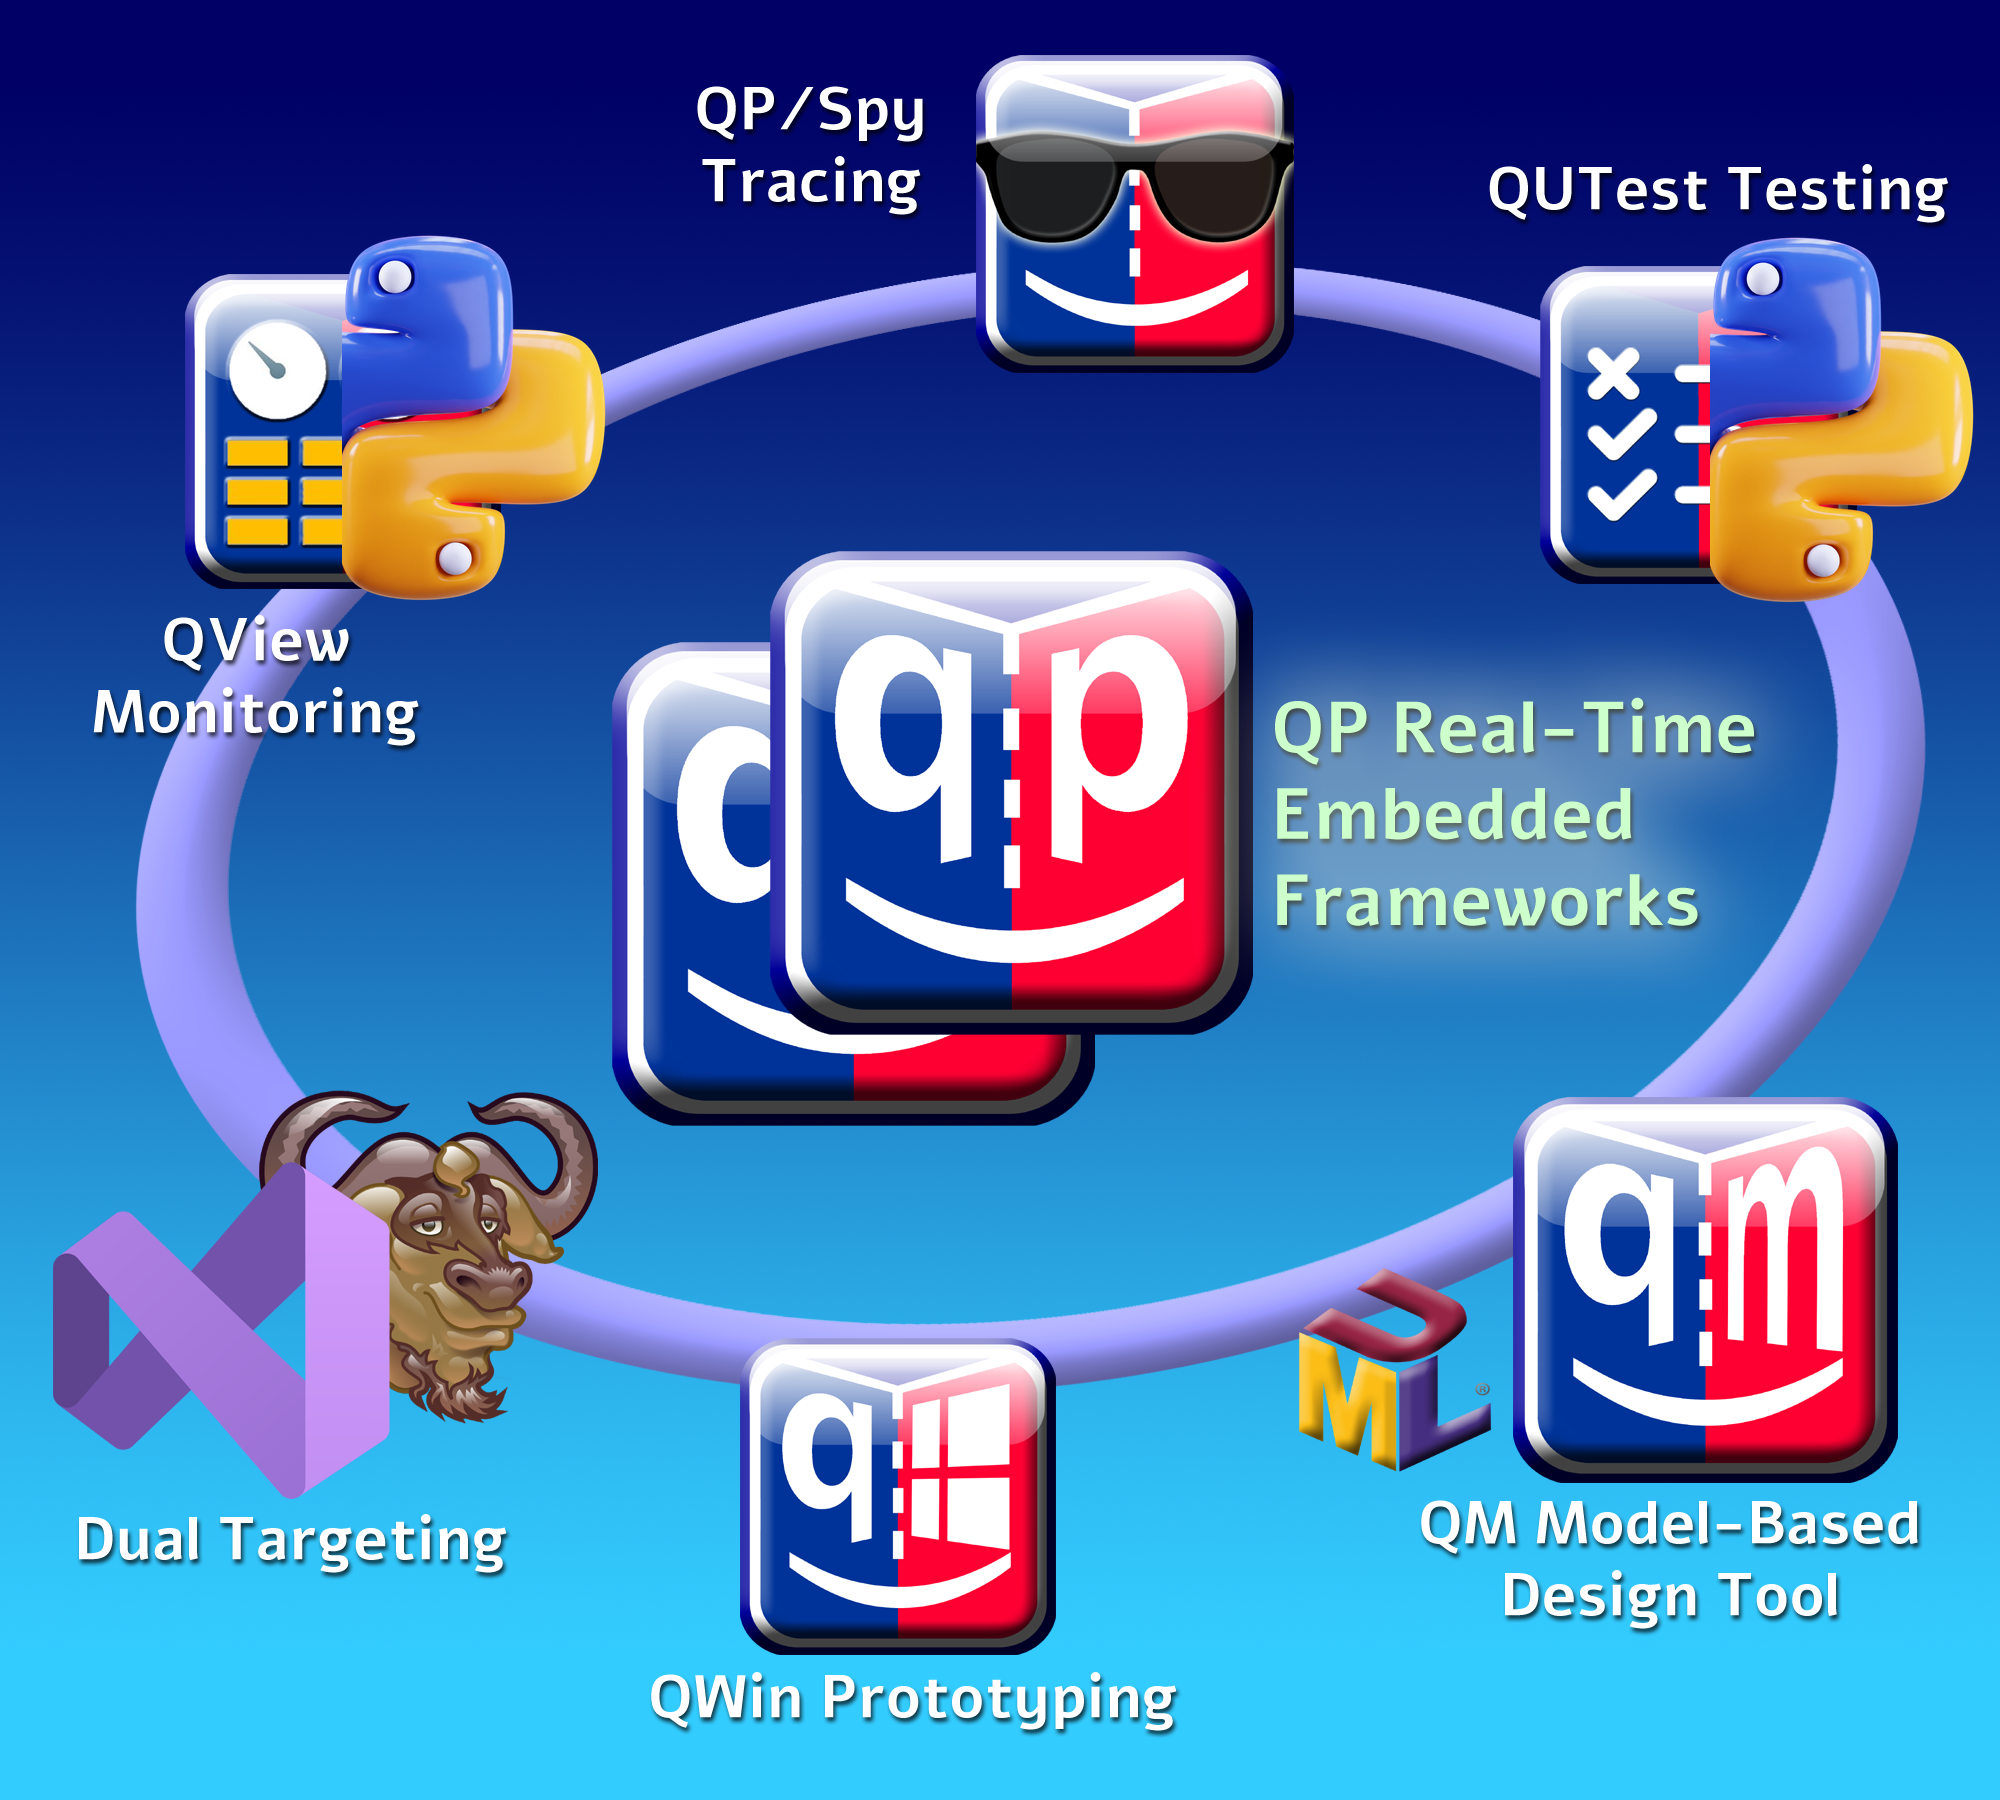 QP/Spy
Tracing
QUTest Testing
QView
Monitoring
qp
QP Real-Time
Embedded
Frameworks
qm
UML®
q
Dual Targeting
QM Model-Based
Design Tool
QWin Prototyping